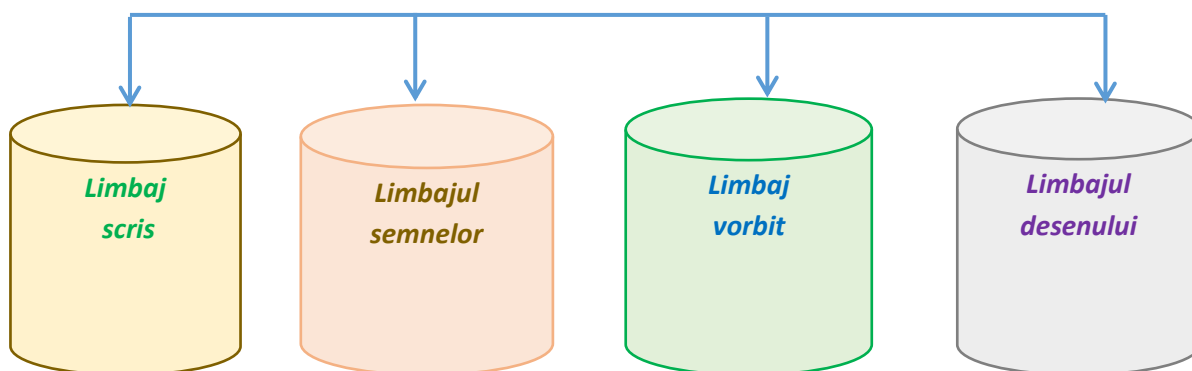 Limbaj
scris
Limbajul
semnelor
Limbaj
vorbit
Limbajul
desenului